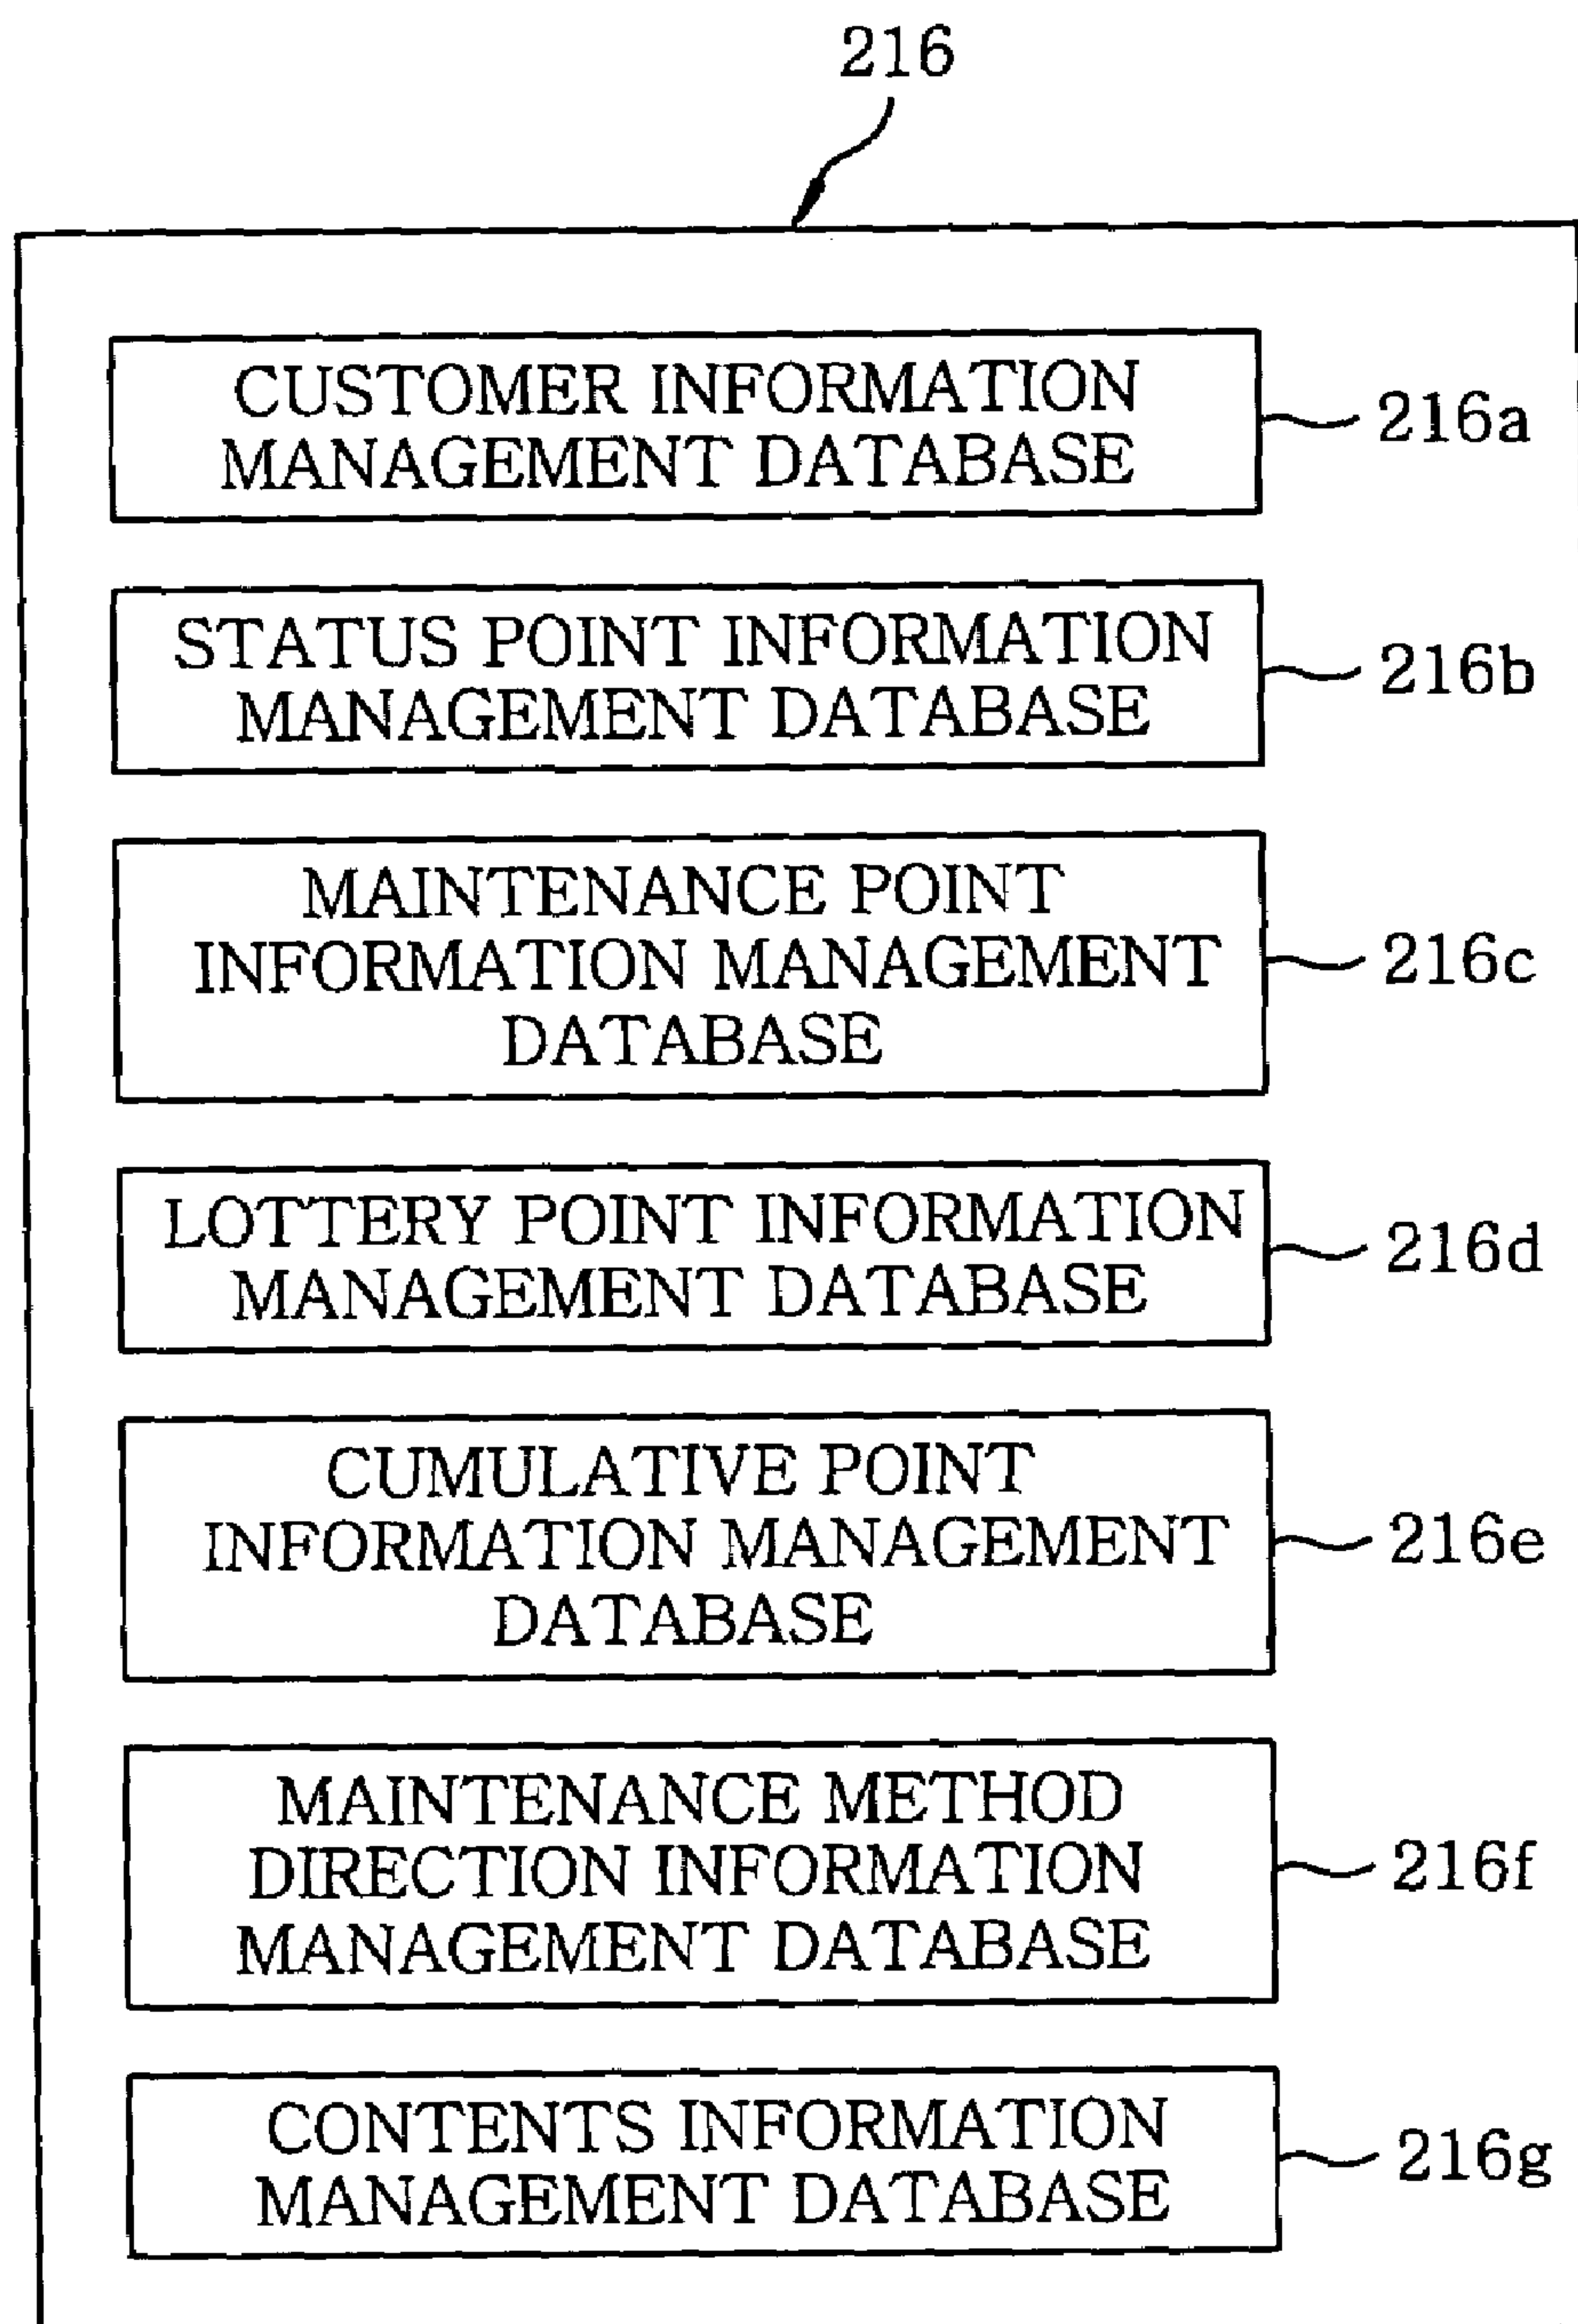 216
CUSTOMER INFORMATION
MANAGEMENT DATABASE
216a
STATUS POINT INFORMATION
MANAGEMENT DATABASE
216b
MAINTENANCE POINT
INFORMATION MANAGEMENT
DATABASE
216c
LOTTERY POINT INFORMATION
MANAGEMENT DATABASE
216d
CUMULATIVE POINT
INFORMATION MANAGEMENT
DATABASE
216e
MAINTENANCE METHOD
DIRECTION INFORMATION
MANAGEMENT DATABASE
216f
CONTENTS INFORMATION
MANAGEMENT DATABASE
216g